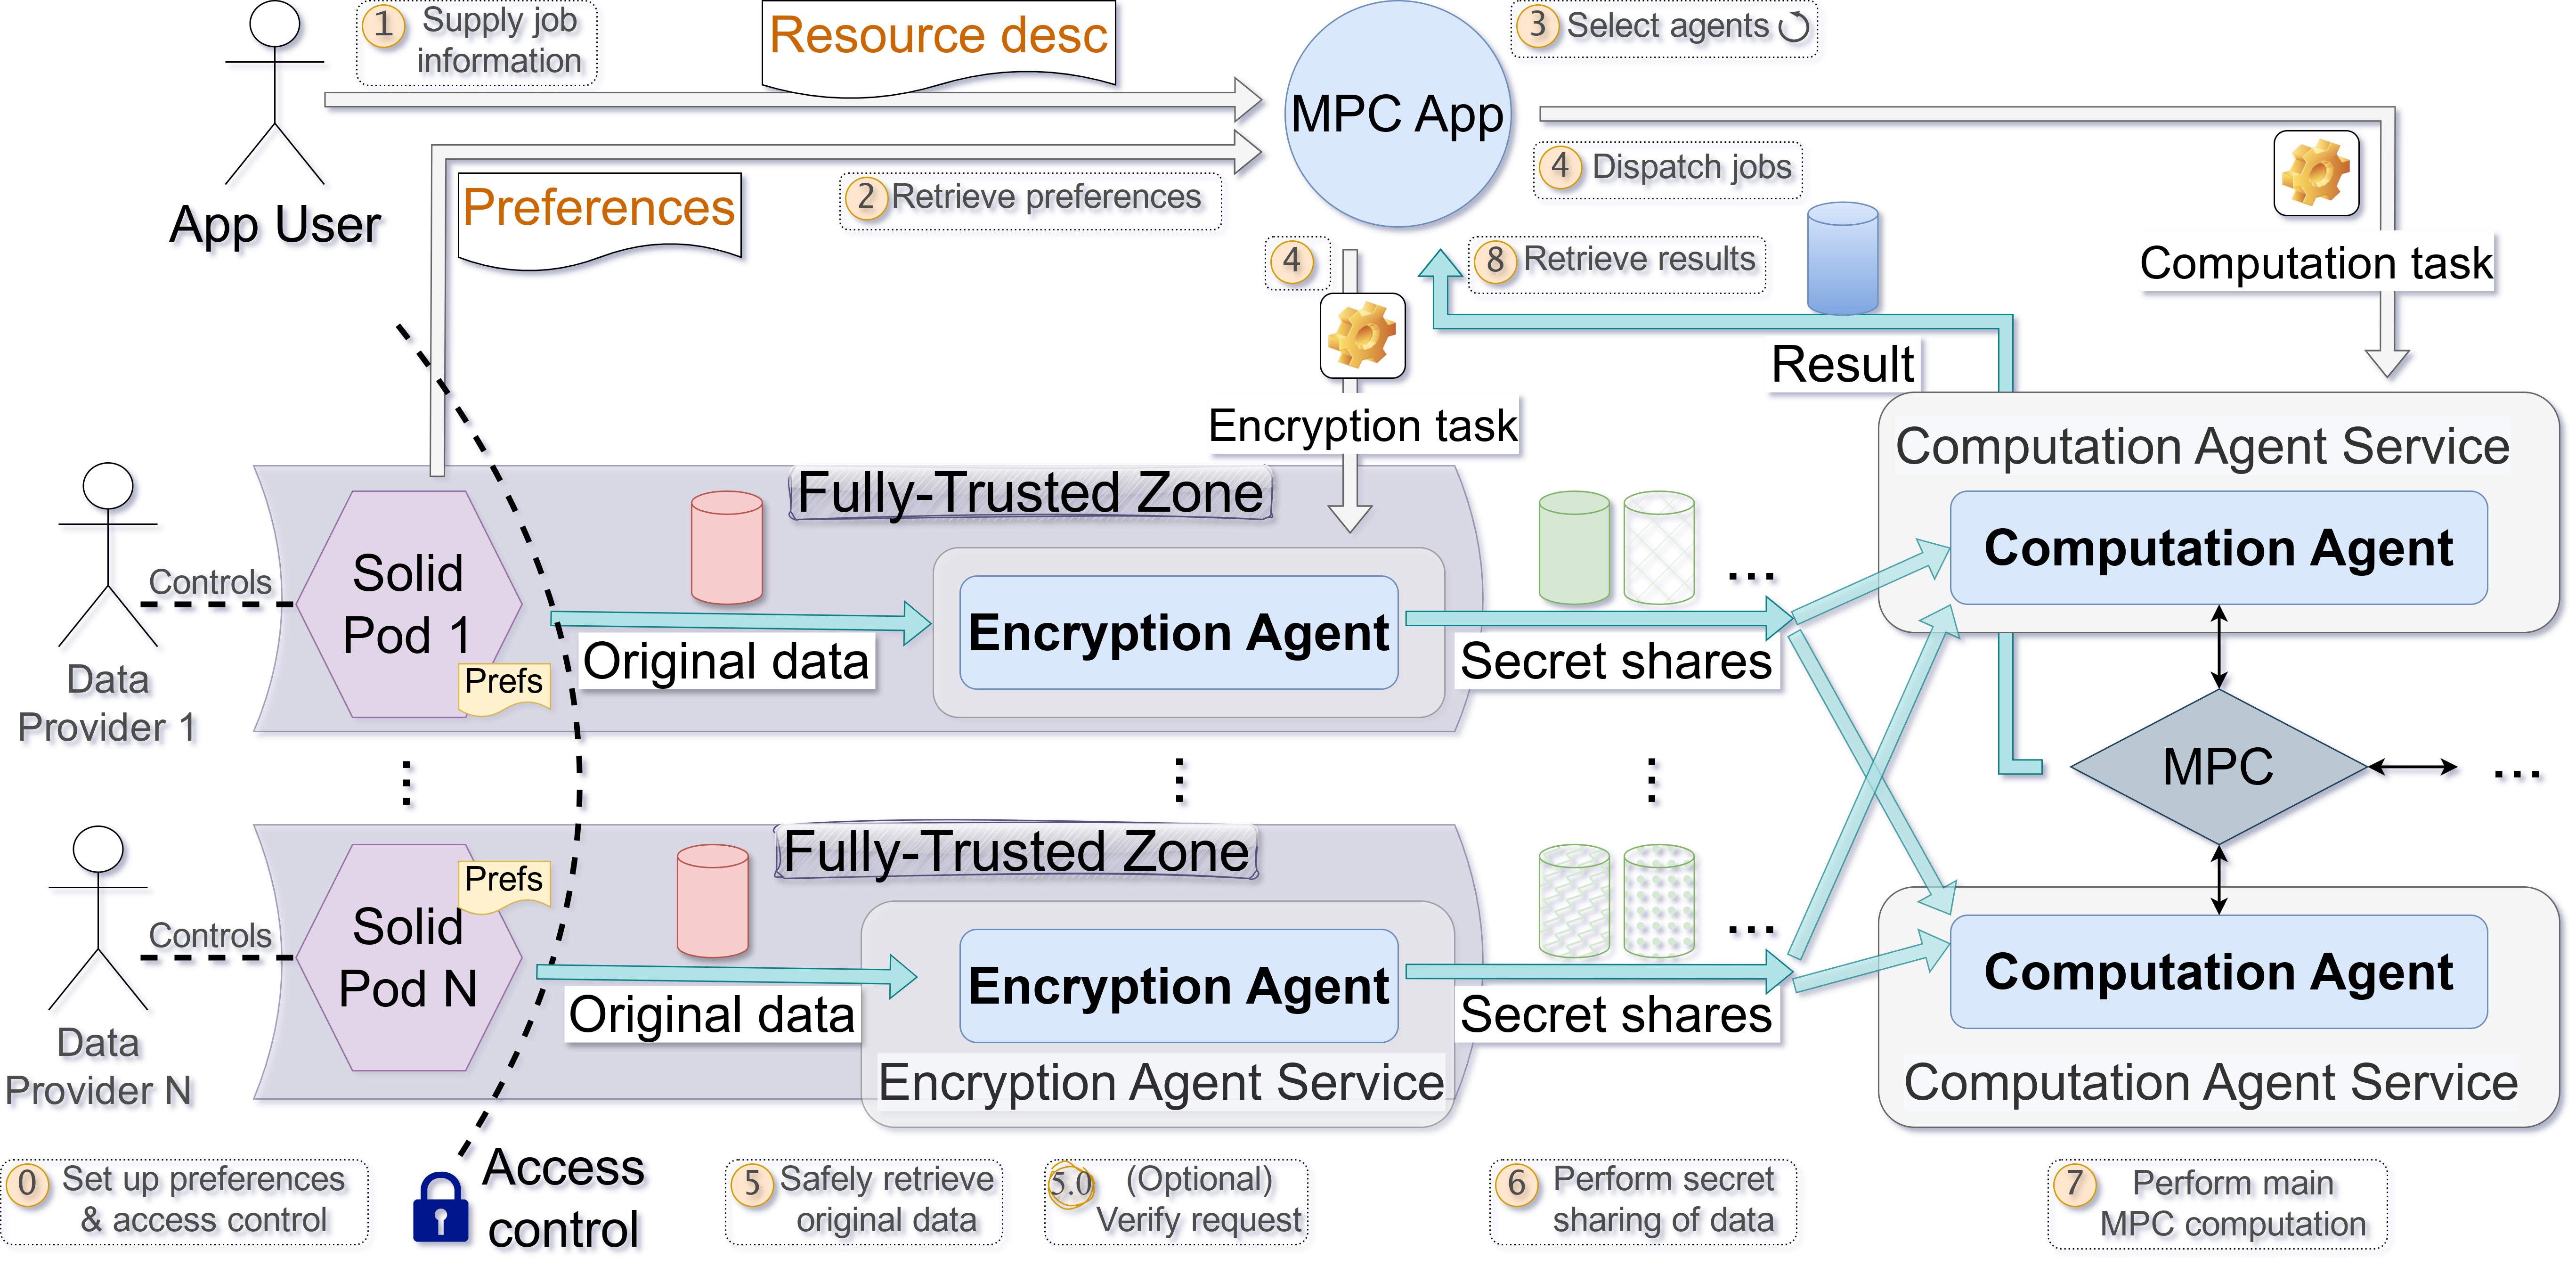 1 Supply job
information
Resource desc
3 Select agents
MPC App
App User
Preferences
2 Retrieve preferences
4 Dispatch jobs
4
8 Retrieve results
Computation task
Result
Encryption task
Computation Agent Service
Fully-Trusted Zone
Data
Provider 1
Controls
Solid
Pod 1
Prefs
Original data
Encryption Agent
Secret shares
...
Computation Agent
MPC
...
Fully-Trusted Zone
Data
Provider N
Controls
Solid
Pod N
Prefs
Original data
Encryption Agent
Encryption Agent Service
Secret shares
...
Computation Agent
Computation Agent Service
0 Set up preferences
& access control
Access
control
5 Safely retrieve
original data
5.0 (Optional)
Verify request
6 Perform secret
sharing of data
7 Perform main
MPC computation